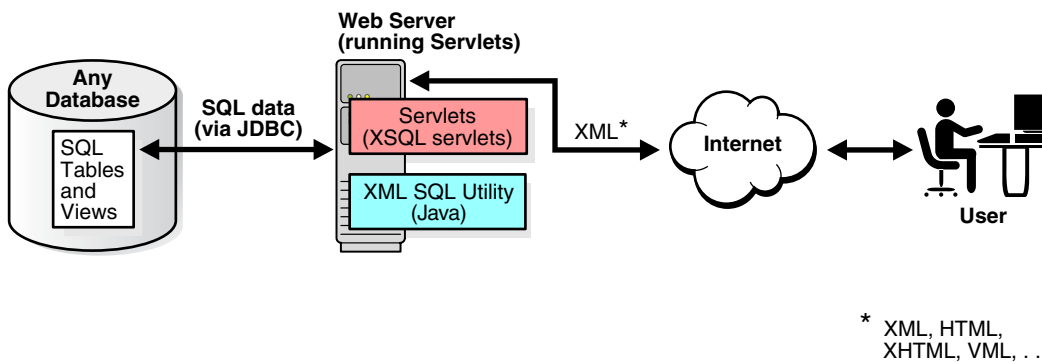 Web Server
(running Servlets)
Any
Database
SQL data
(via JDBC)
SQL
Tables
and
Views
Servlets
(XSQL servlets)
XML SQL Utility
(Java)
XML*
Internet
User
* XML, HTML,
XHTML, VML, . .